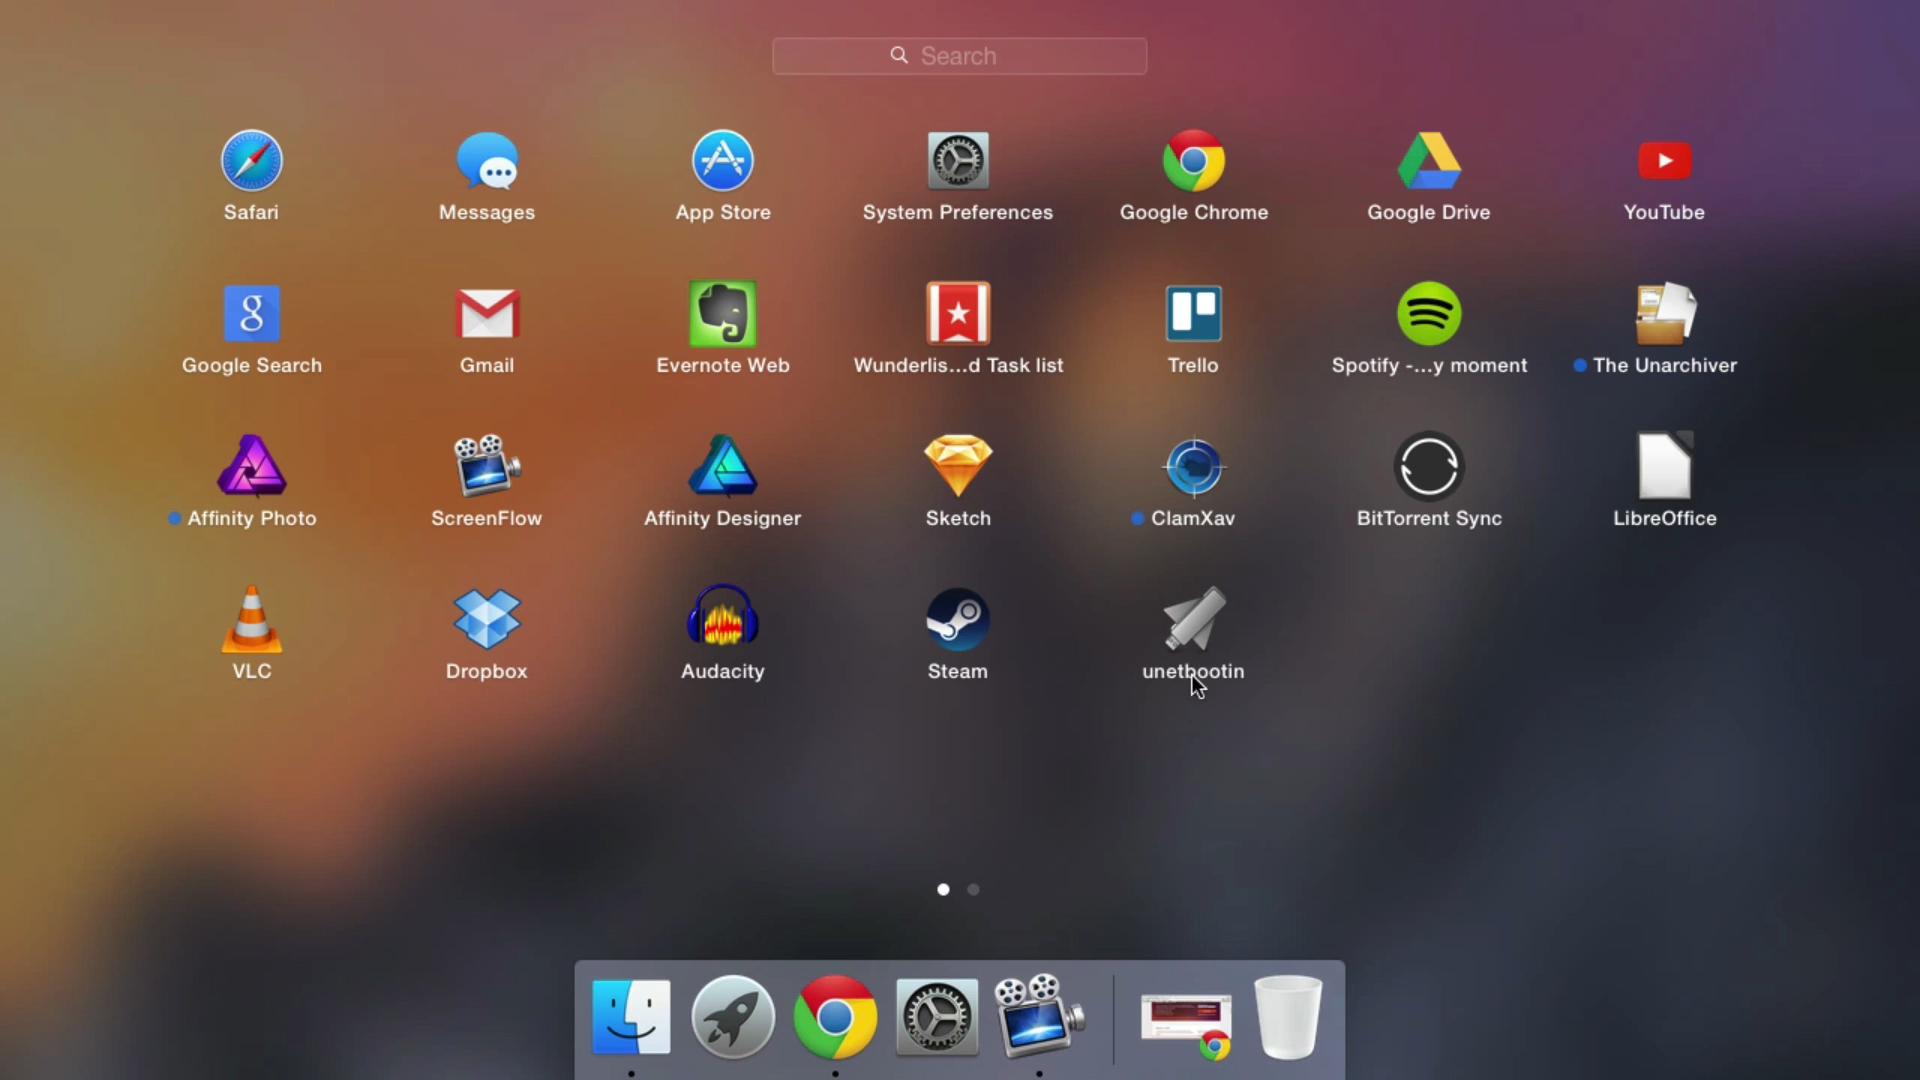 Search
Safari
Messages
App Store
System Preferences
Google Chrome
Google Drive
YouTube
Google Search
Gmail
Evernote Web
Wunderlis...d Task list
Trello
Spotify -...y moment
The Unarchiver
Affinity Photo
ScreenFlow
Affinity Designer
Sketch
ClamXav
BitTorrent Sync
LibreOffice
VLC
Dropbox
Audacity
Steam
unetbootin